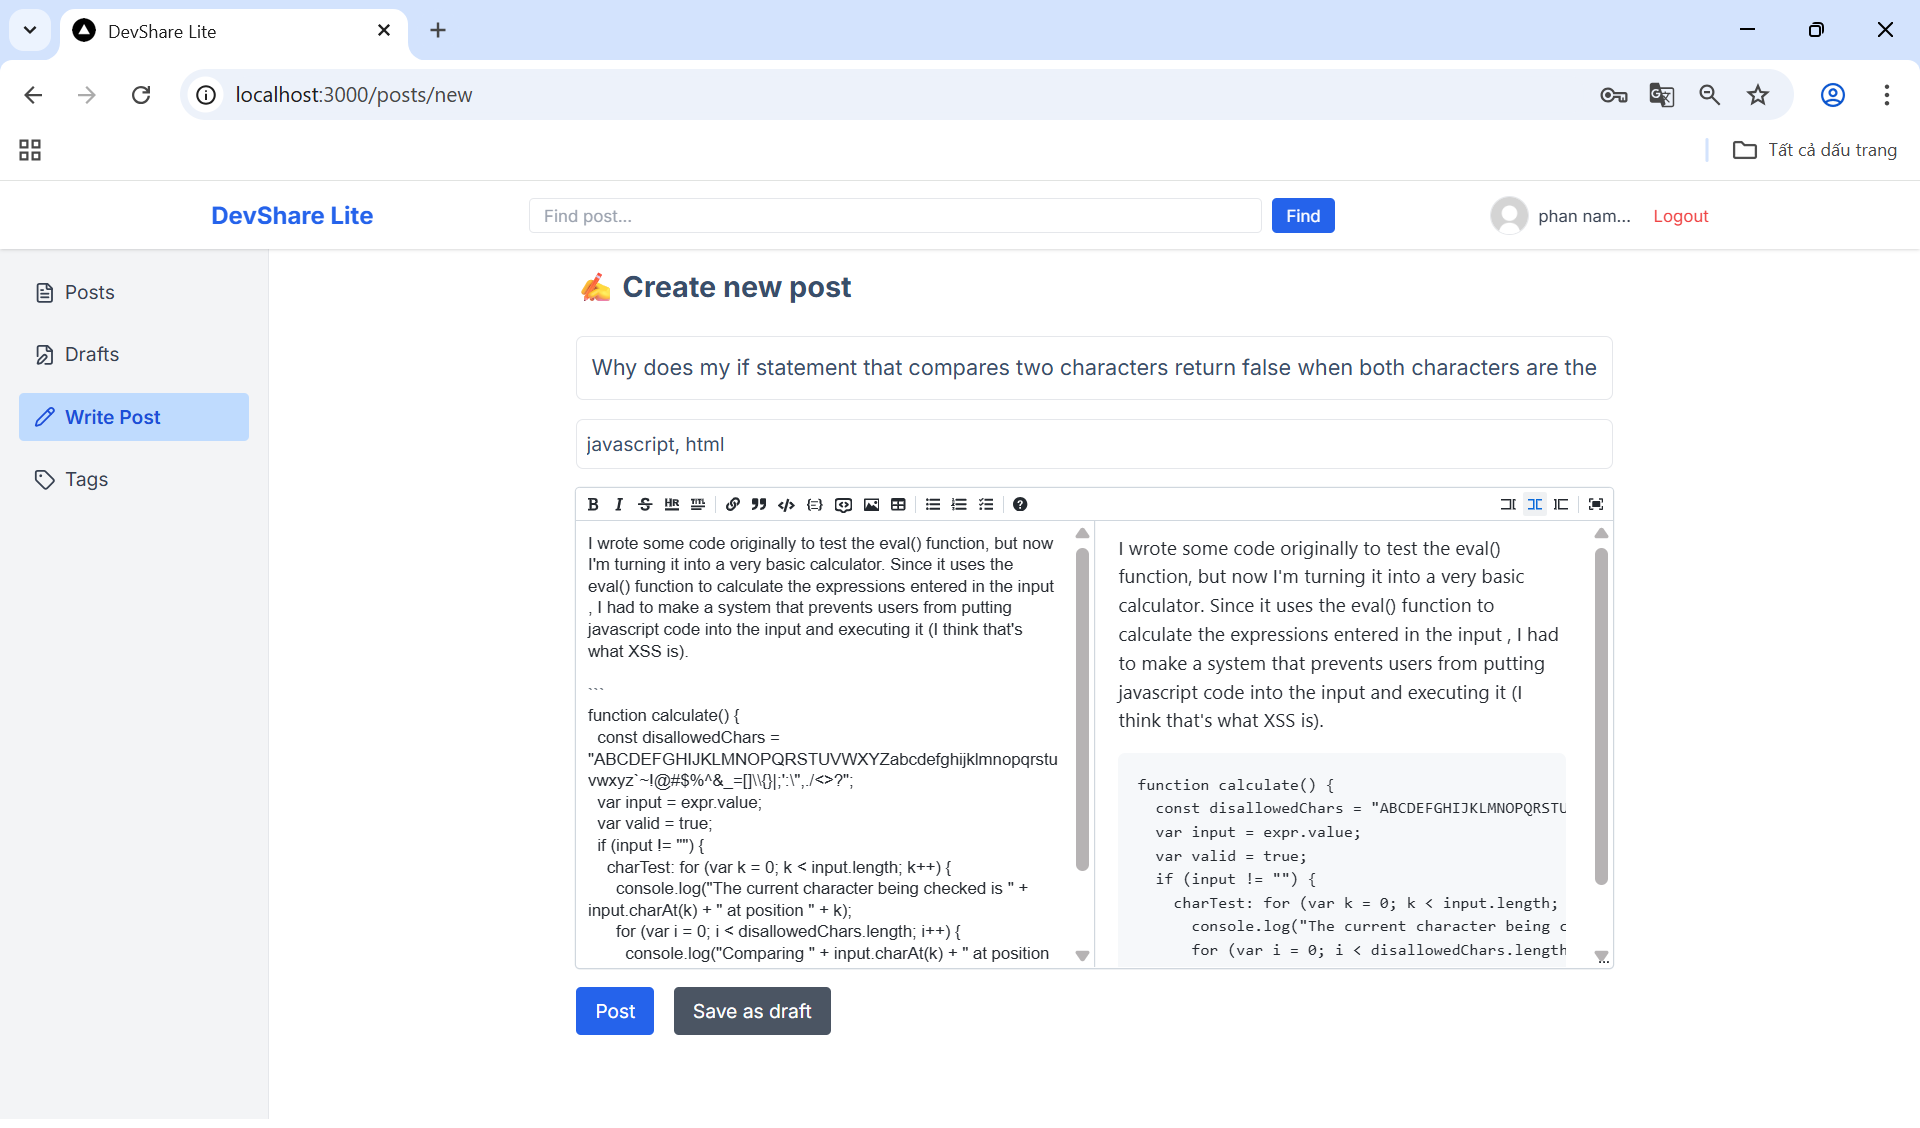 DevShare Lite
localhost:3000/posts/new
Tất cả dấu trang
DevShare Lite
Find post...
Find
phan nam...
Logout
Posts
Drafts
Write Post
Tags
✍️ Create new post
Why does my if statement that compares two characters return false when both characters are the
javascript, html
I wrote some code originally to test the eval() function, but now
I'm turning it into a very basic calculator. Since it uses the
eval() function to calculate the expressions entered in the input
, I had to make a system that prevents users from putting
javascript code into the input and executing it (I think that's
what XSS is).
```
function calculate() {
  const disallowedChars =
"ABCDEFGHIJKLMNOPQRSTUVWXYZabcdefghijklmnopqrstu
vwxyz`~!@#$%^&_=[]\\{}|;':\",./<>?";
  var input = expr.value;
  var valid = true;
  if (input != "") {
    charTest: for (var k = 0; k < input.length; k++) {
      console.log("The current character being checked is " +
input.charAt(k) + " at position " + k);
      for (var i = 0; i < disallowedChars.length; i++) {
        console.log("Comparing " + input.charAt(k) + " at position
I wrote some code originally to test the eval()
function, but now I'm turning it into a very basic
calculator. Since it uses the eval() function to
calculate the expressions entered in the input , I had
to make a system that prevents users from putting
javascript code into the input and executing it (I
think that's what XSS is).
function calculate() {
  const disallowedChars = "ABCDEFGHIJKLMNOPQRSTU
  var input = expr.value;
  var valid = true;
  if (input != "") {
    charTest: for (var k = 0; k < input.length;
      console.log("The current character being c
      for (var i = 0; i < disallowedChars.length
Post
Save as draft